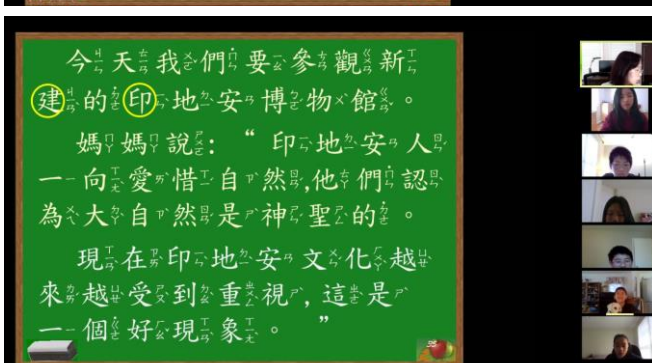 今天我們要參觀新
建的印地安博物館。
媽媽說：“印地安人
一向愛惜自然,他們認
為大自然是神聖的。
現在印地安文化越
來越受到重視,這是
一個好現象。”